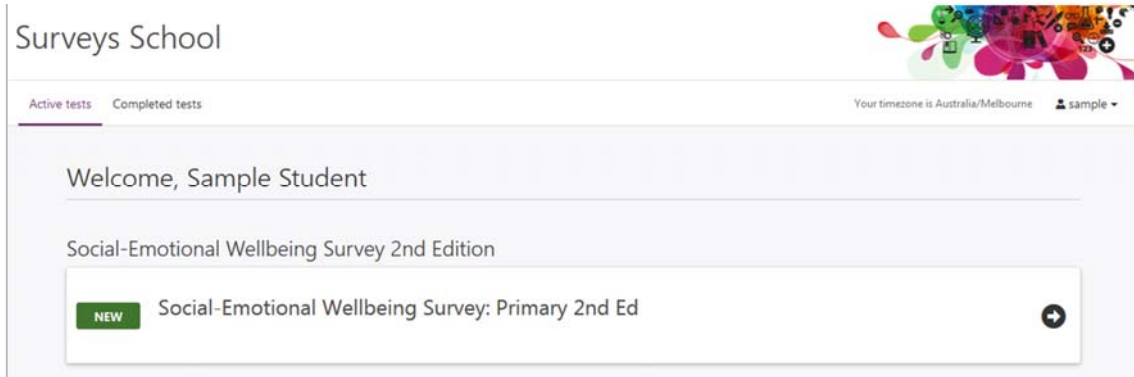 Surveys School
123
Active tests Completed tests Your timezone is Australia/Melbourne sample
Welcome, Sample Student
Social-Emotional Wellbeing Survey 2nd Edition
NEW Social-Emotional Wellbeing Survey: Primary 2nd Ed